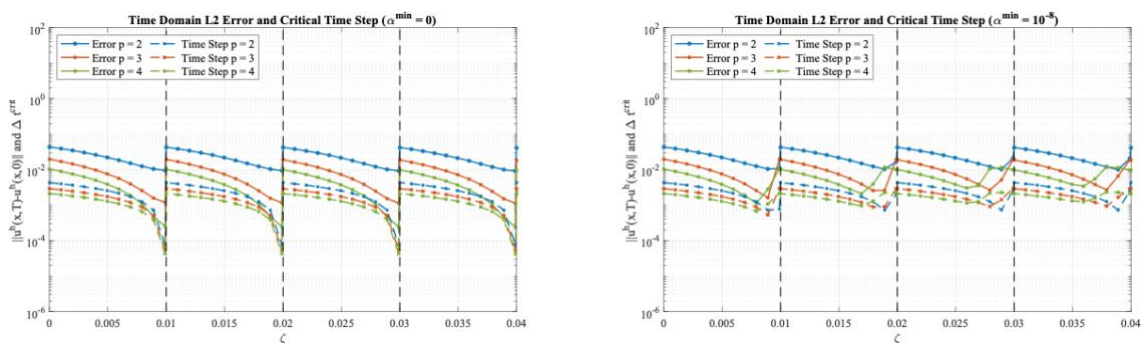 Time Domain L2 Error and Critical Time Step (α^min = 0)
Error p = 2 Time Step p = 2
Error p = 3 Time Step p = 3
Error p = 4 Time Step p = 4
||u^h(x,T)-u^h(x,0)|| and Δ t^crit
10^2
10^0
10^-2
10^-4
10^-6
0 0.005 0.01 0.015 0.02 0.025 0.03 0.035 0.04
ζ
Time Domain L2 Error and Critical Time Step (α^min = 10^-8)
Error p = 2 Time Step p = 2
Error p = 3 Time Step p = 3
Error p = 4 Time Step p = 4
||u^h(x,T)-u^h(x,0)|| and Δ t^crit
10^2
10^0
10^-2
10^-4
10^-6
0 0.005 0.01 0.015 0.02 0.025 0.03 0.035 0.04
ζ